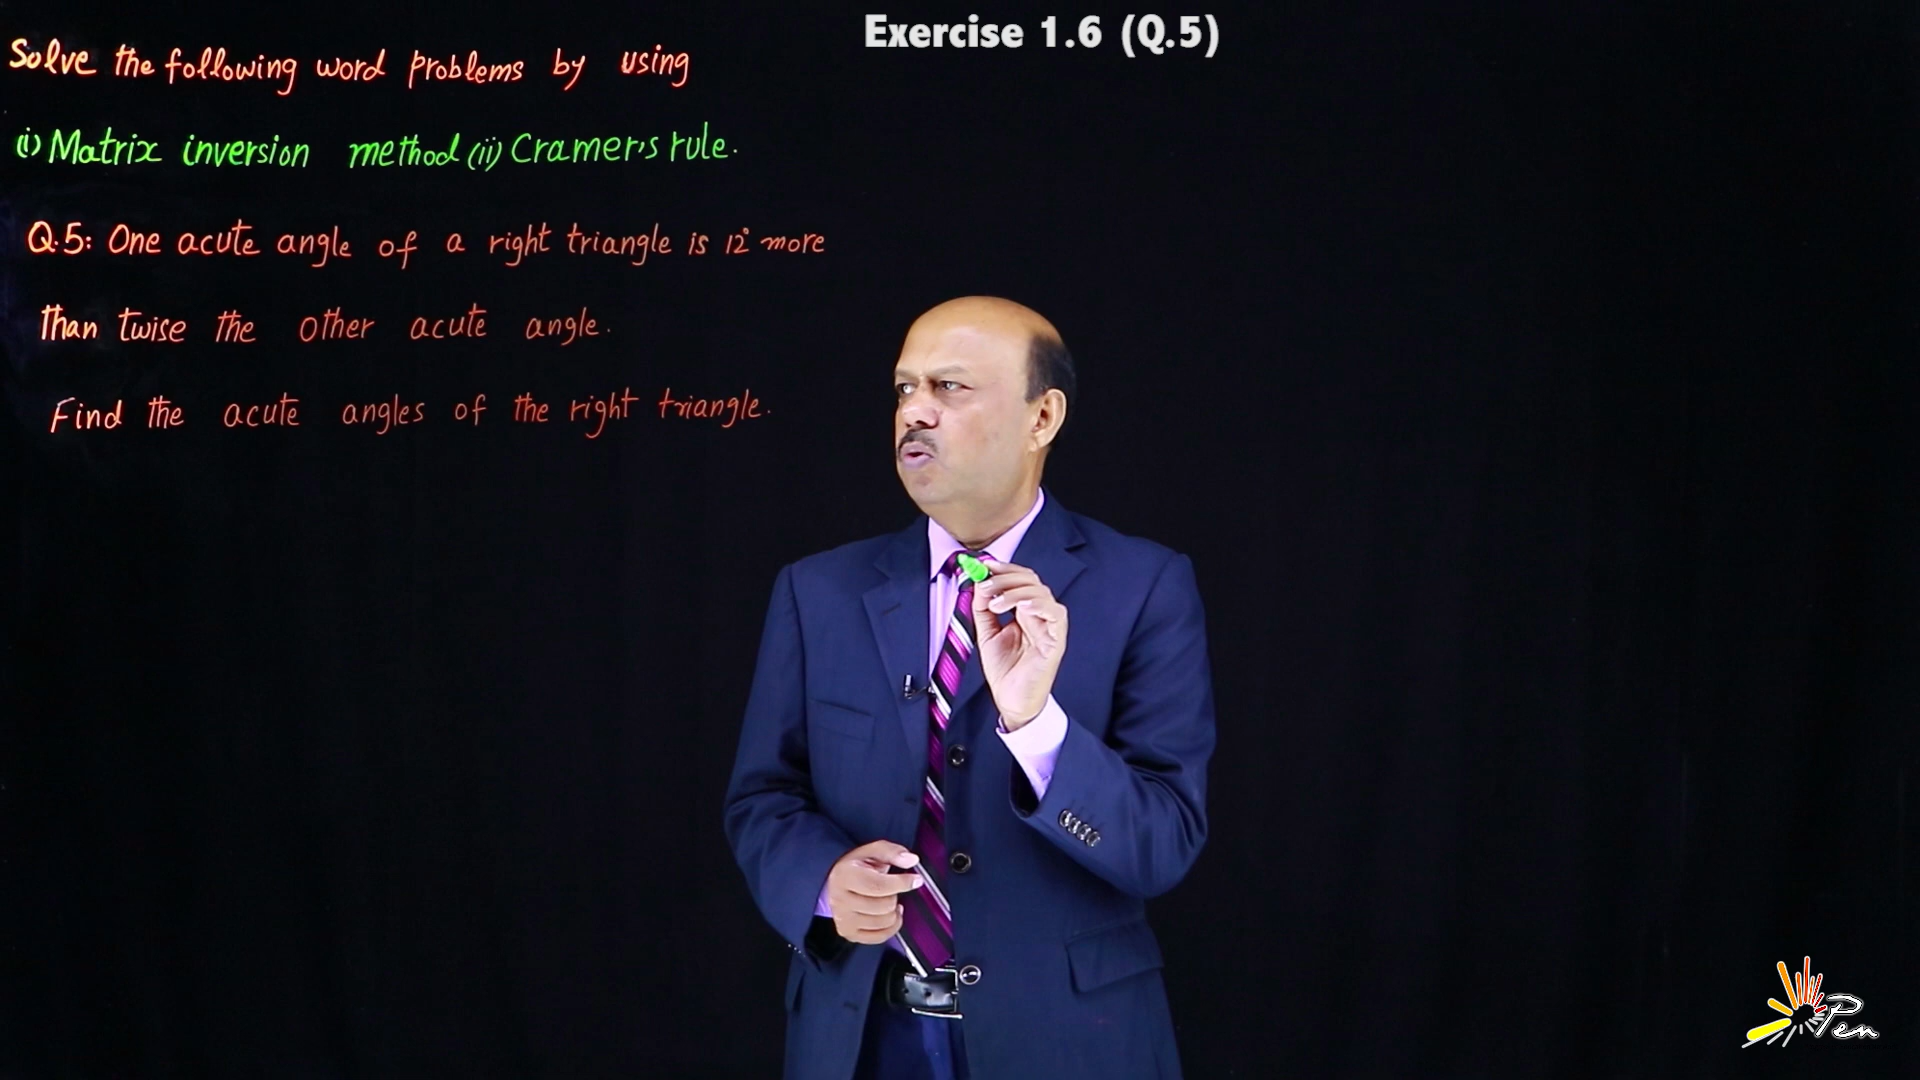 Exercise 1.6 (Q.5)
Solve the following word problems by using
(i) Matrix inversion method (ii) Cramer's rule.
Q.5: One acute angle of a right triangle is 12° more
than twise the other acute angle.
Find the acute angles of the right triangle.
Pen